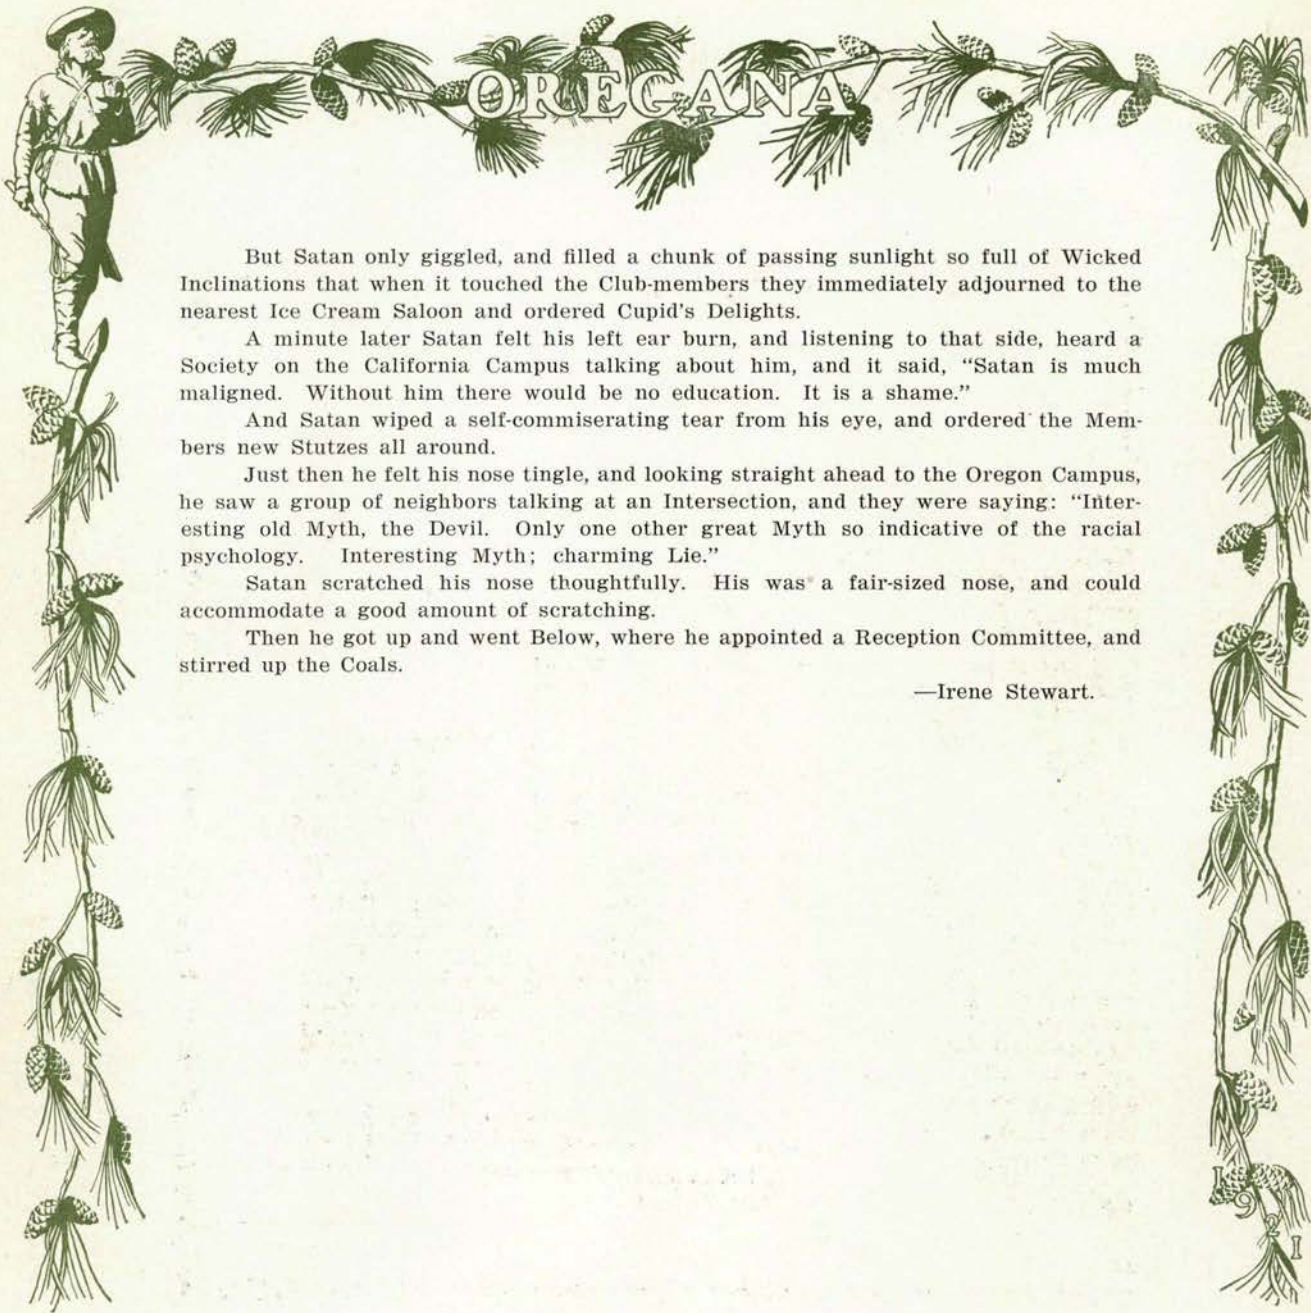 OREGANA
But Satan only giggled, and filled a chunk of passing sunlight so full of Wicked
Inclinations that when it touched the Club-members they immediately adjourned to the
nearest Ice Cream Saloon and ordered Cupid's Delights.
A minute later Satan felt his left ear burn, and listening to that side, heard a
Society on the California Campus talking about him, and it said, “Satan is much
maligned. Without him there would be no education. It is a shame.”
And Satan wiped a self-commiserating tear from his eye, and ordered the Mem-
bers new Stutzes all around.
Just then he felt his nose tingle, and looking straight ahead to the Oregon Campus,
he saw a group of neighbors talking at an Intersection, and they were saying: “Inter-
esting old Myth, the Devil. Only one other great Myth so indicative of the racial
psychology. Interesting Myth; charming Lie.”
Satan scratched his nose thoughtfully. His was a fair-sized nose, and could
accommodate a good amount of scratching.
Then he got up and went Below, where he appointed a Reception Committee, and
stirred up the Coals.
—Irene Stewart.
1921